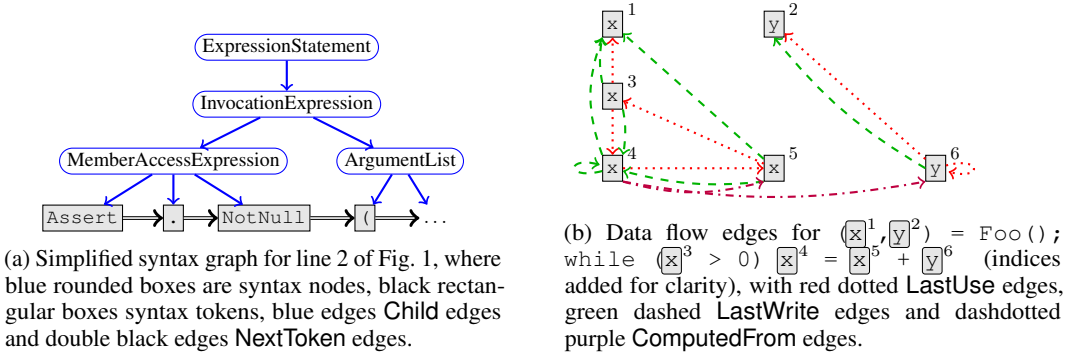 ExpressionStatement
InvocationExpression
MemberAccessExpression ArgumentList
Assert . NotNull ( ...
(a) Simplified syntax graph for line 2 of Fig. 1, where
blue rounded boxes are syntax nodes, black rectan-
gular boxes syntax tokens, blue edges Child edges
and double black edges NextToken edges.
x 1 y 2
x 3
x 4 x 5 y 6
(b) Data flow edges for (x1,y2) = Foo();
while (x3 > 0) x4 = x5 + y6 (indices
added for clarity), with red dotted LastUse edges,
green dashed LastWrite edges and dashdotted
purple ComputedFrom edges.